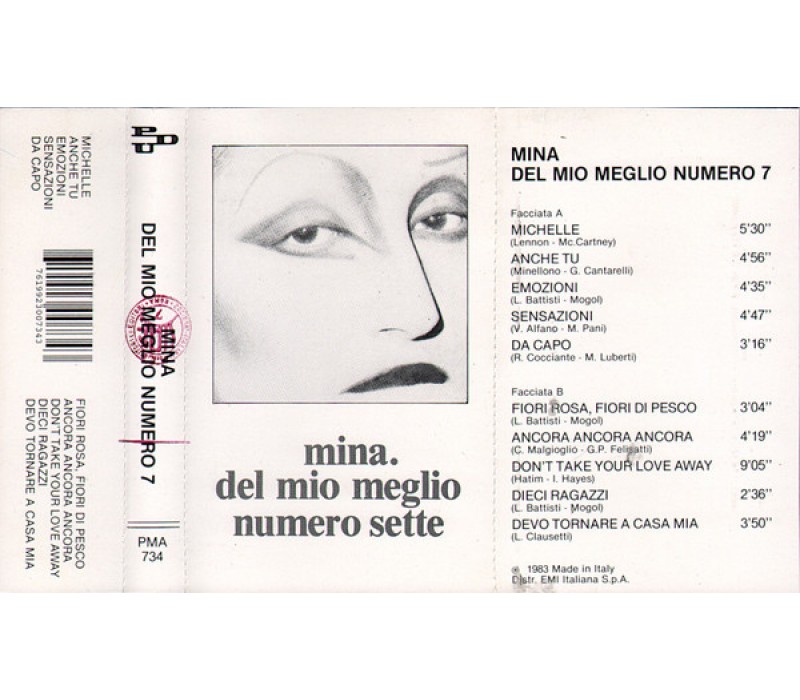 MICHELLE
ANCHE TU
EMOZIONI
SENSAZIONI
DA CAPO
7619923007343
FIORI ROSA, FIORI DI PESCO
ANCORA ANCORA ANCORA
DON'T TAKE YOUR LOVE AWAY
DIECI RAGAZZI
DEVO TORNARE A CASA MIA
PDU
MINA
DEL MIO MEGLIO NUMERO 7
PMA
734
mina.
del mio meglio
numero sette
MINA
DEL MIO MEGLIO NUMERO 7
Facciata A
MICHELLE 5'30"
(Lennon - Mc.Cartney)
ANCHE TU 4'56"
(Minellono - G. Cantarelli)
EMOZIONI 4'35"
(L. Battisti - Mogol)
SENSAZIONI 4'47"
(V. Alfano - M. Pani)
DA CAPO 3'16"
(R. Cocciante - M. Luberti)
Facciata B
FIORI ROSA, FIORI DI PESCO 3'04"
(L. Battisti - Mogol)
ANCORA ANCORA ANCORA 4'19"
(C. Malgioglio - G.P. Felisatti)
DON'T TAKE YOUR LOVE AWAY 9'05"
(Hatim - I. Hayes)
DIECI RAGAZZI 2'36"
(L. Battisti - Mogol)
DEVO TORNARE A CASA MIA 3'50"
(L. Clausetti)
1983 Made in Italy
Distr. EMI Italiana S.p.A.